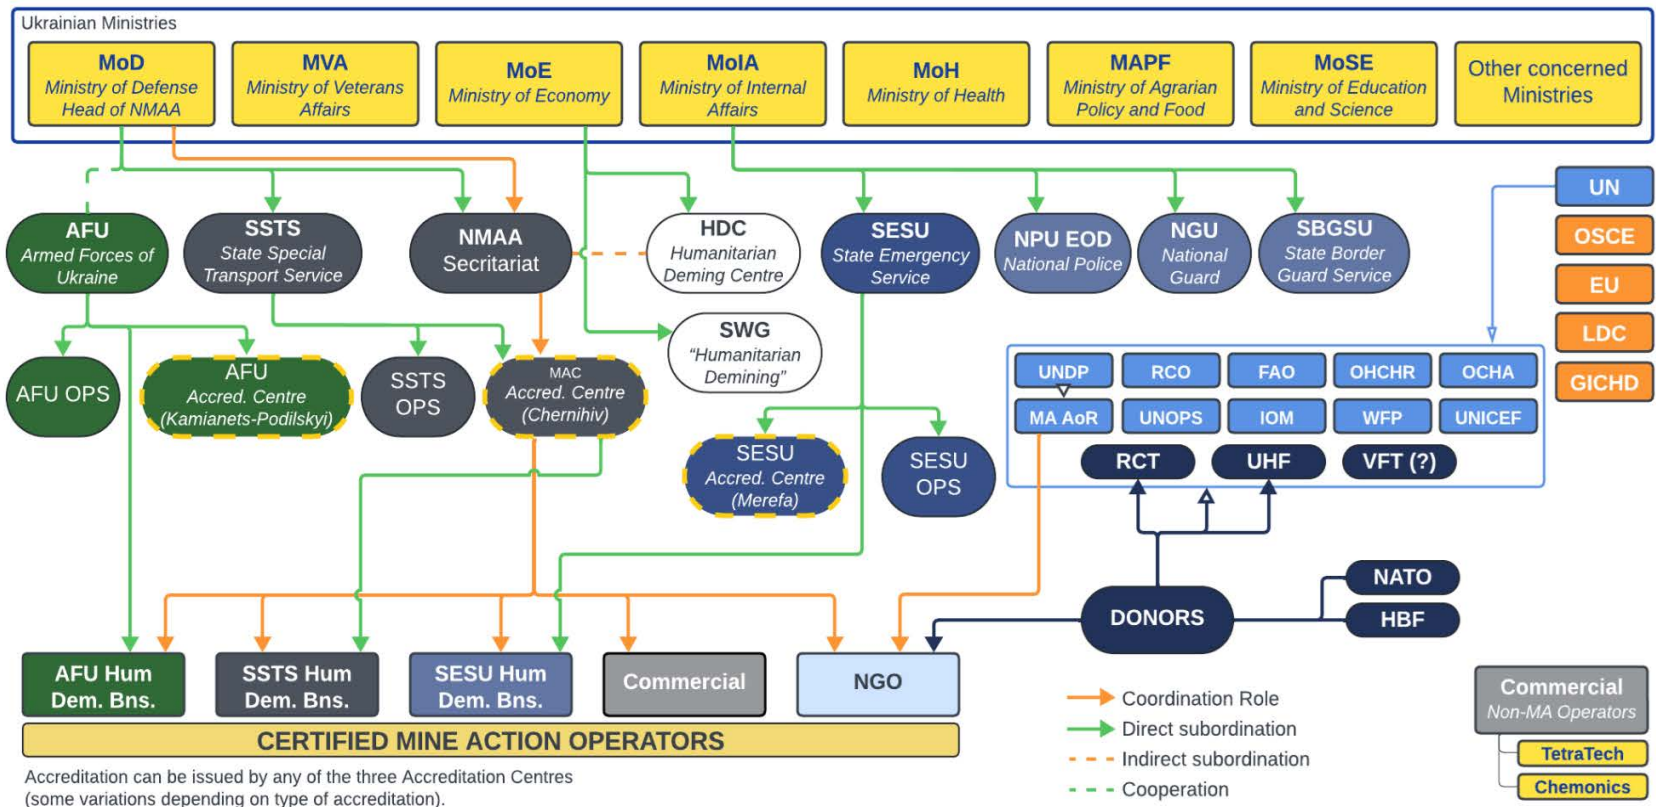 Ukrainian Ministries
MoD
Ministry of Defense
Head of NMAA
MVA
Ministry of Veterans
Affairs
MoE
Ministry of Economy
MoIA
Ministry of Internal
Affairs
MoH
Ministry of Health
MAPF
Ministry of Agrarian
Policy and Food
MoSE
Ministry of Education
and Science
Other concerned
Ministries
AFU
Armed Forces of
Ukraine
SSTS
State Special
Transport Service
NMAA
Secritariat
HDC
Humanitarian
Deming Centre
SESU
State Emergency
Service
NPU EOD
National Police
NGU
National
Guard
SBGSU
State Border
Guard Service
UN
OSCE
EU
LDC
GICHD
SWG
“Humanitarian
Demining”
AFU OPS
AFU
Accred. Centre
(Kamianets-Podilskyi)
SSTS
OPS
MAC
Accred. Centre
(Chernihiv)
SESU
Accred. Centre
(Merefa)
SESU
OPS
UNDP
RCO
FAO
OHCHR
OCHA
MA AoR
UNOPS
IOM
WFP
UNICEF
RCT
UHF
VFT (?)
DONORS
NATO
HBF
AFU Hum
Dem. Bns.
SSTS Hum
Dem. Bns.
SESU Hum
Dem. Bns.
Commercial
NGO
CERTIFIED MINE ACTION OPERATORS
Accreditation can be issued by any of the three Accreditation Centres
(some variations depending on type of accreditation).
Coordination Role
Direct subordination
Indirect subordination
Cooperation
Commercial
Non-MA Operators
TetraTech
Chemonics